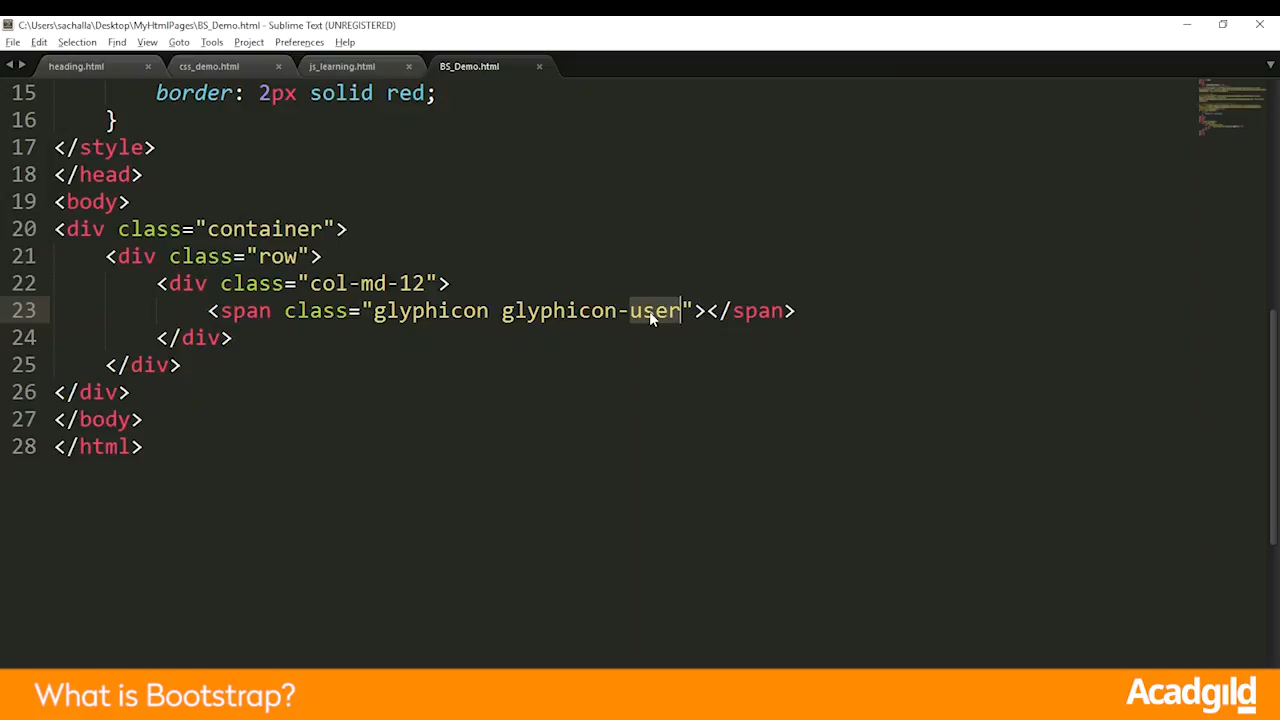 C:\Users\sachalla\Desktop\MyHtmlPages\BS_Demo.html - Sublime Text (UNREGISTERED)
File Edit Selection Find View Goto Tools Project Preferences Help
heading.html css_demo.html js_learning.html BS_Demo.html
15 border: 2px solid red;
16 }
17 </style>
18 </head>
19 <body>
20 <div class="container">
21 <div class="row">
22 <div class="col-md-12">
23 <span class="glyphicon glyphicon-user"></span>
24 </div>
25 </div>
26 </div>
27 </body>
28 </html>
What is Bootstrap?
Acadgild